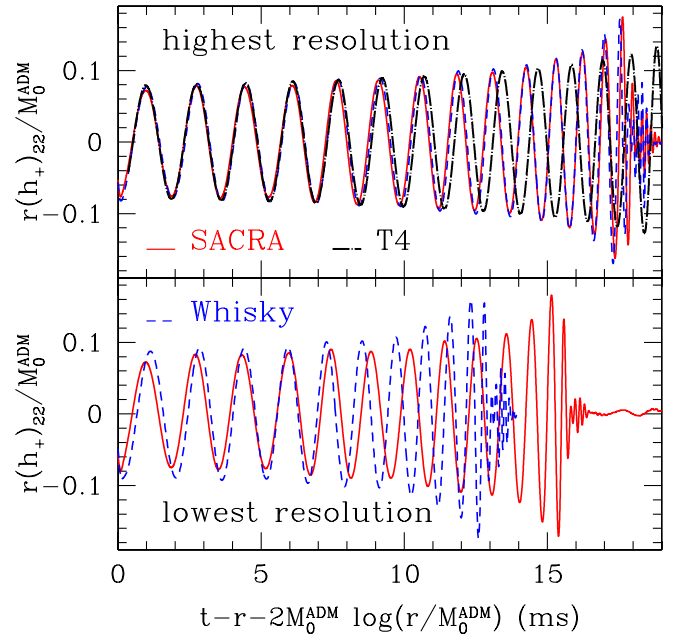 highest resolution
0.1
0
−0.1
r(h₊)₂₂/M₀ᴬᴰᴹ
SACRA
T4
Whisky
0.1
0
−0.1
r(h₊)₂₂/M₀ᴬᴰᴹ
lowest resolution
0 5 10 15
t−r−2M₀ᴬᴰᴹ log(r/M₀ᴬᴰᴹ) (ms)